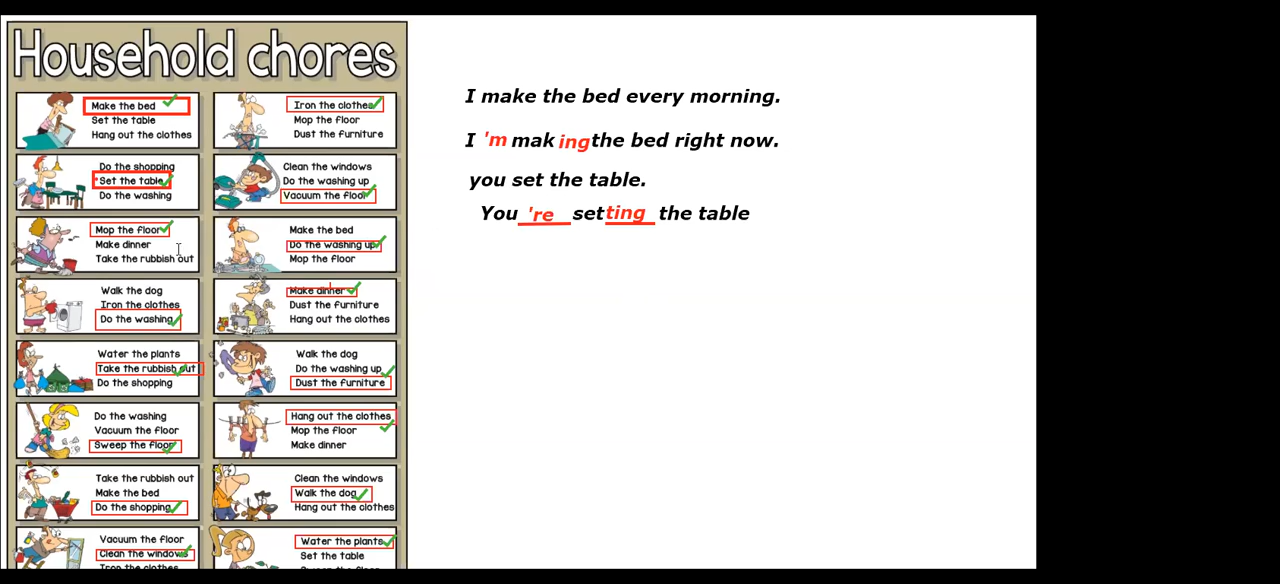 Household chores
Make the bed
Set the table
Hang out the clothes
Iron the clothes
Mop the floor
Dust the furniture
Do the shopping
Set the table
Do the washing
Clean the windows
Do the washing up
Vacuum the floor
Mop the floor
Make dinner
Take the rubbish out
Make the bed
Do the washing up
Mop the floor
Walk the dog
Iron the clothes
Do the washing
Make dinner
Dust the furniture
Hang out the clothes
Water the plants
Take the rubbish out
Do the shopping
Walk the dog
Do the washing up
Dust the furniture
Do the washing
Vacuum the floor
Sweep the floor
Hang out the clothes
Mop the floor
Make dinner
Take the rubbish out
Make the bed
Do the shopping
Clean the windows
Walk the dog
Hang out the clothes
Vacuum the floor
Clean the windows
Iron the clothes
Water the plants
Set the table
I make the bed every morning.
I 'm mak ing the bed right now.
you set the table.
You 're setting the table